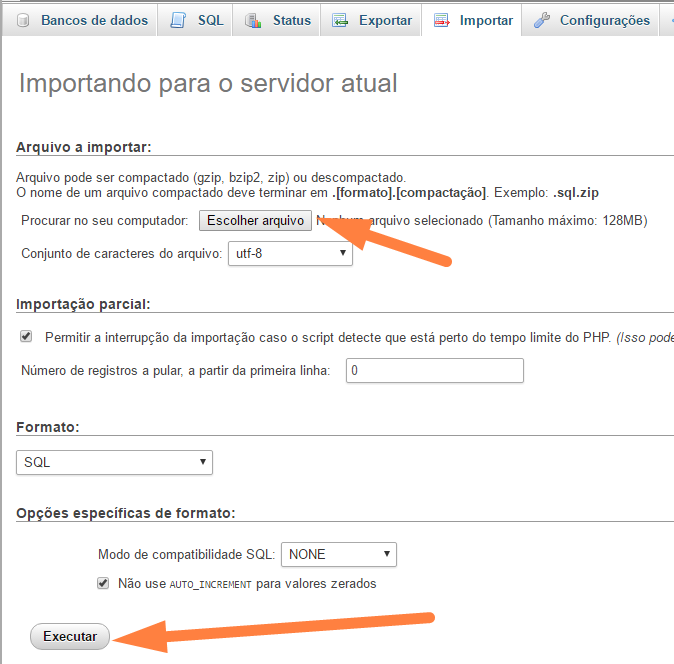 Bancos de dados SQL Status Exportar Importar Configurações
Importando para o servidor atual
Arquivo a importar:
Arquivo pode ser compactado (gzip, bzip2, zip) ou descompactado.
O nome de um arquivo compactado deve terminar em .[formato].[compactação]. Exemplo: .sql.zip
Procurar no seu computador: Escolher arquivo Nenhum arquivo selecionado (Tamanho máximo: 128MB)
Conjunto de caracteres do arquivo: utf-8
Importação parcial:
Permitir a interrupção da importação caso o script detecte que está perto do tempo limite do PHP. (Isso pode
Número de registros a pular, a partir da primeira linha: 0
Formato:
SQL
Opções específicas de formato:
Modo de compatibilidade SQL: NONE
Não use AUTO_INCREMENT para valores zerados
Executar